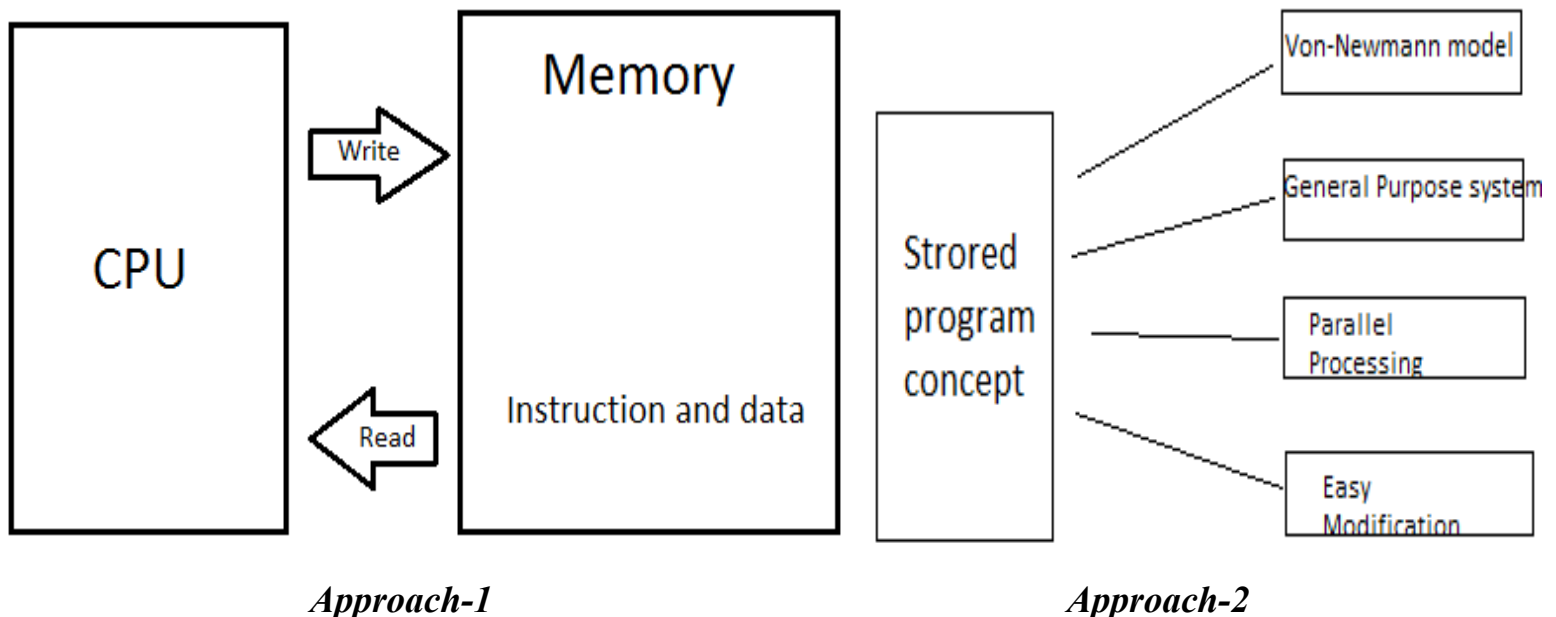 CPU
Write
Read
Memory
Instruction and data
Strored
program
concept
Von-Newmann model
General Purpose system
Parallel
Processing
Easy
Modification
Approach-1
Approach-2